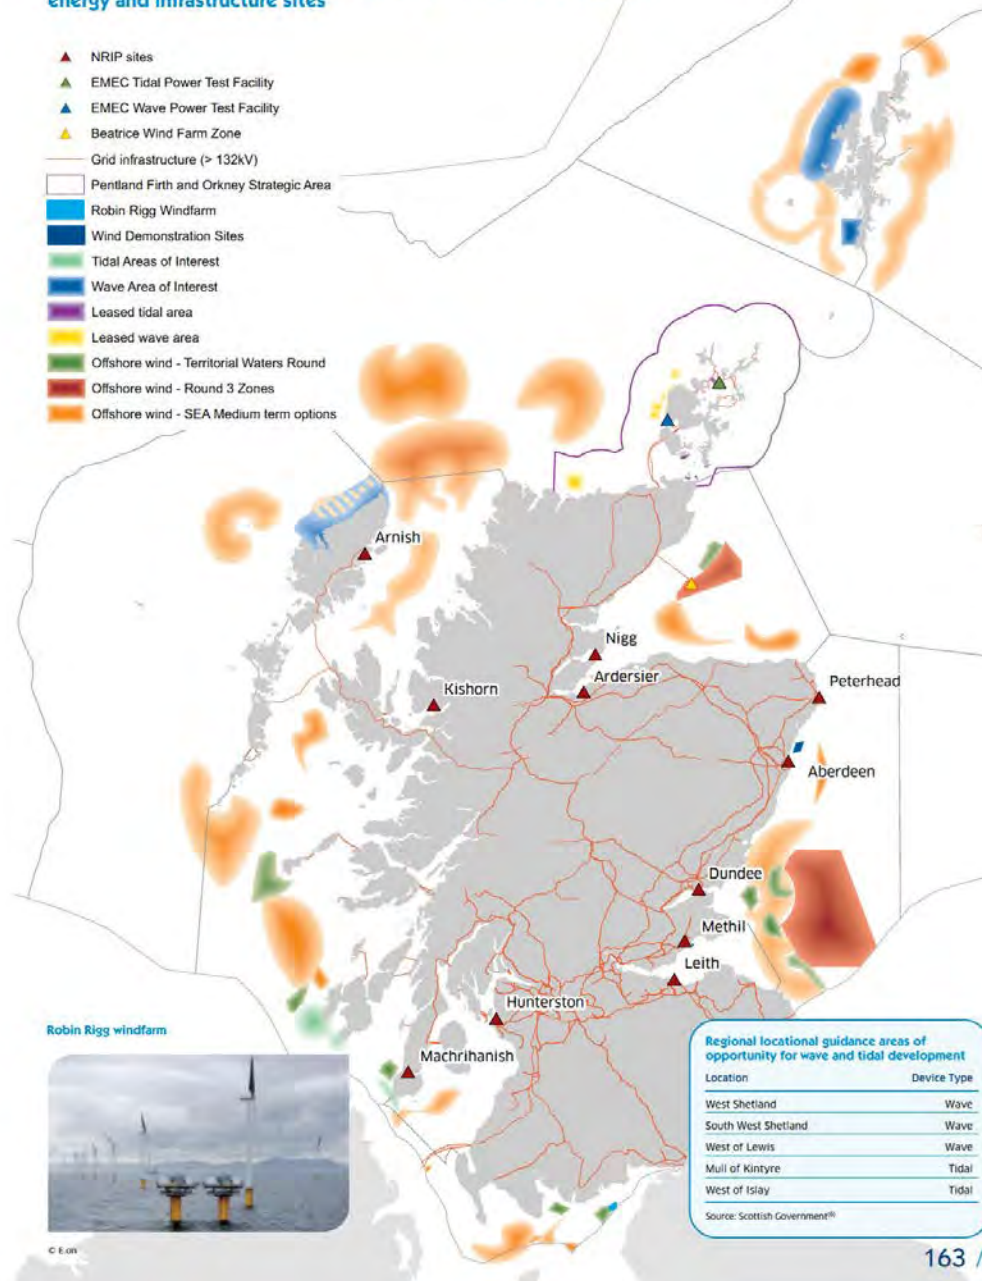 energy and infrastructure sites
NRIP sites
EMEC Tidal Power Test Facility
EMEC Wave Power Test Facility
Beatrice Wind Farm Zone
Grid infrastructure (> 132kV)
Pentland Firth and Orkney Strategic Area
Robin Rigg Windfarm
Wind Demonstration Sites
Tidal Areas of Interest
Wave Area of Interest
Leased tidal area
Leased wave area
Offshore wind - Territorial Waters Round
Offshore wind - Round 3 Zones
Offshore wind - SEA Medium term options
Arnish
Nigg
Ardersier
Kishorn
Peterhead
Aberdeen
Dundee
Methil
Leith
Hunterston
Machrihanish
Robin Rigg windfarm
© E.on
Regional locational guidance areas of
opportunity for wave and tidal development
Location Device Type
West Shetland Wave
South West Shetland Wave
West of Lewis Wave
Mull of Kintyre Tidal
West of Islay Tidal
Source: Scottish Government
163 /